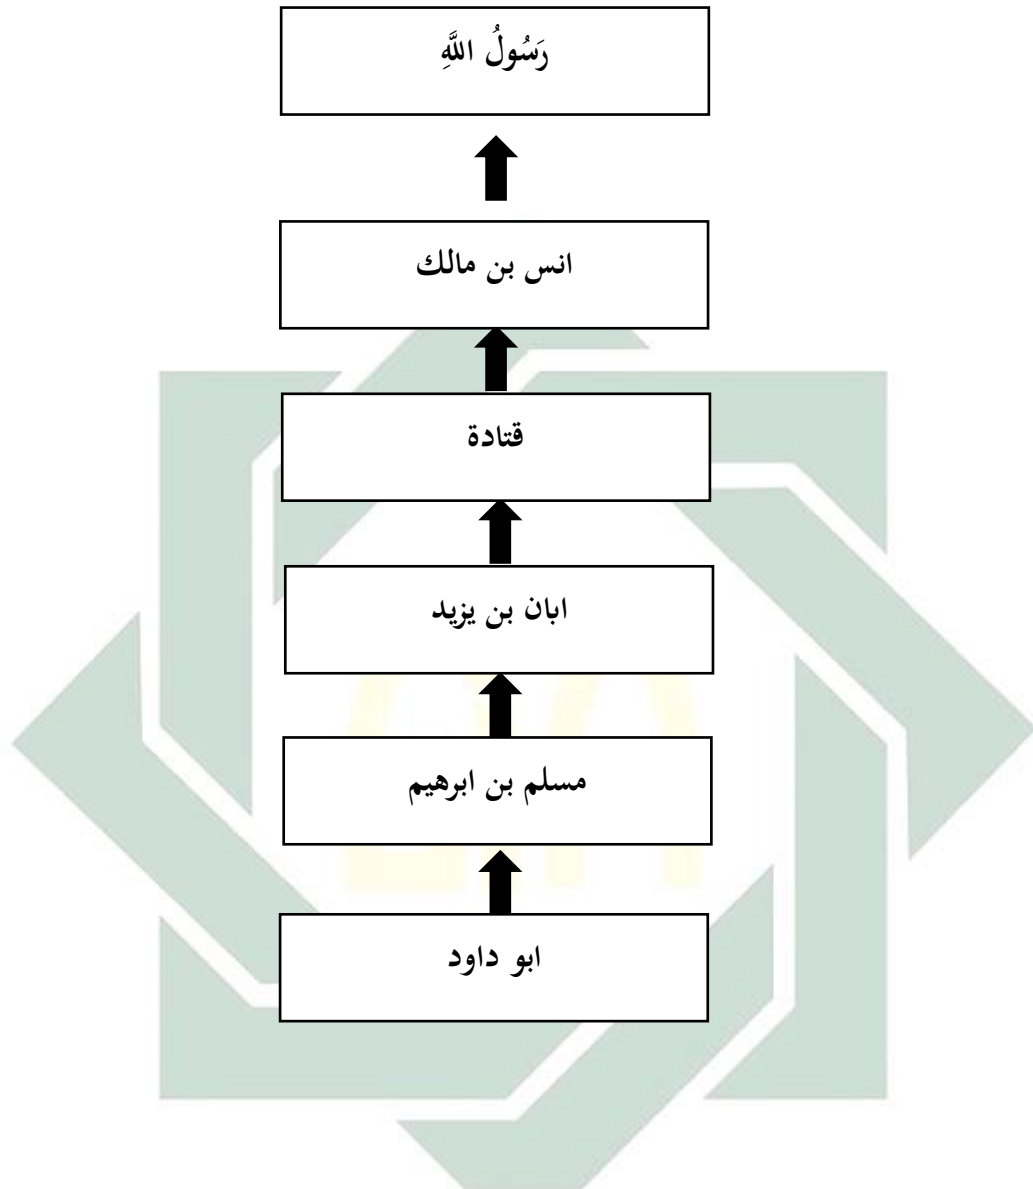 رَسُولُ اللَّهِ
انس بن مالك
قتادة
ابان بن يزيد
مسلم بن ابرهيم
ابو داود